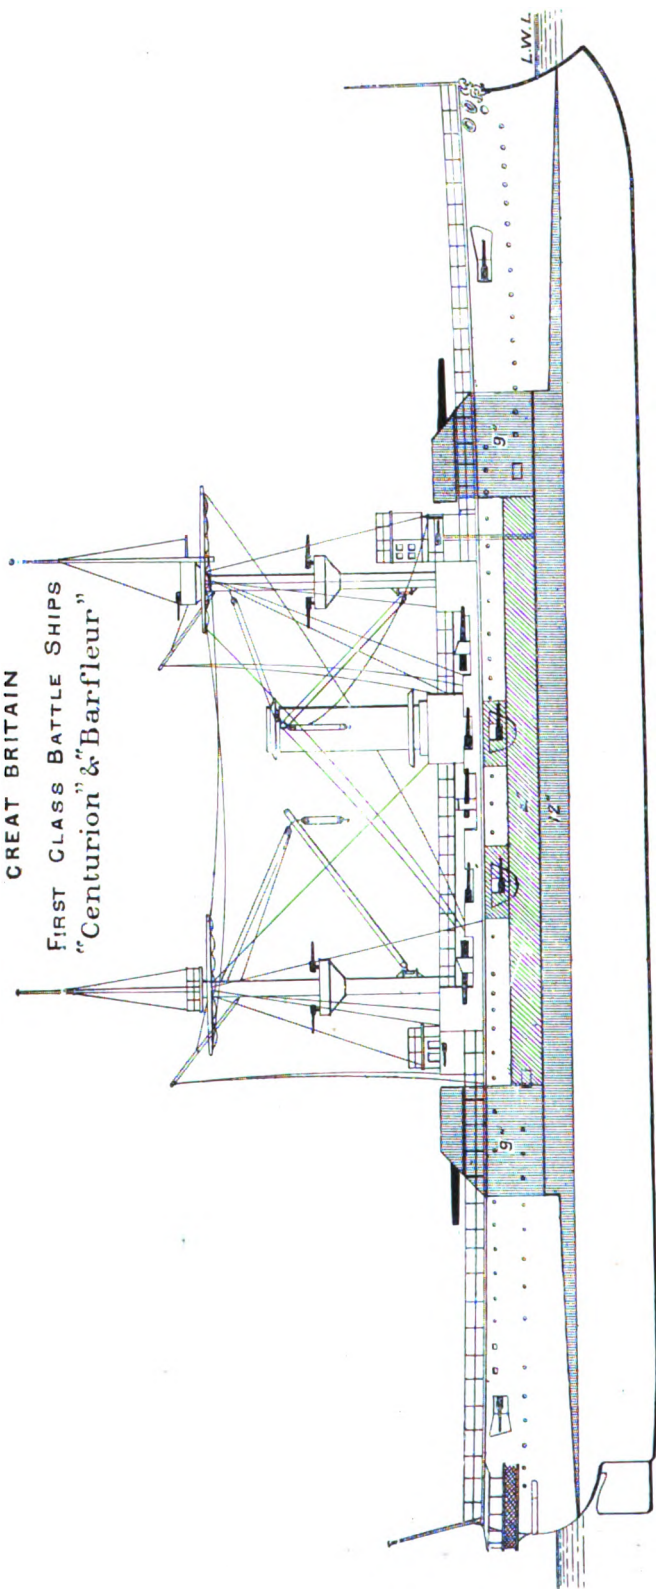 GREAT BRITAIN
FIRST CLASS BATTLE SHIPS
"Centurion" & "Barfleur"
L.W.L.
9"
9"
12"